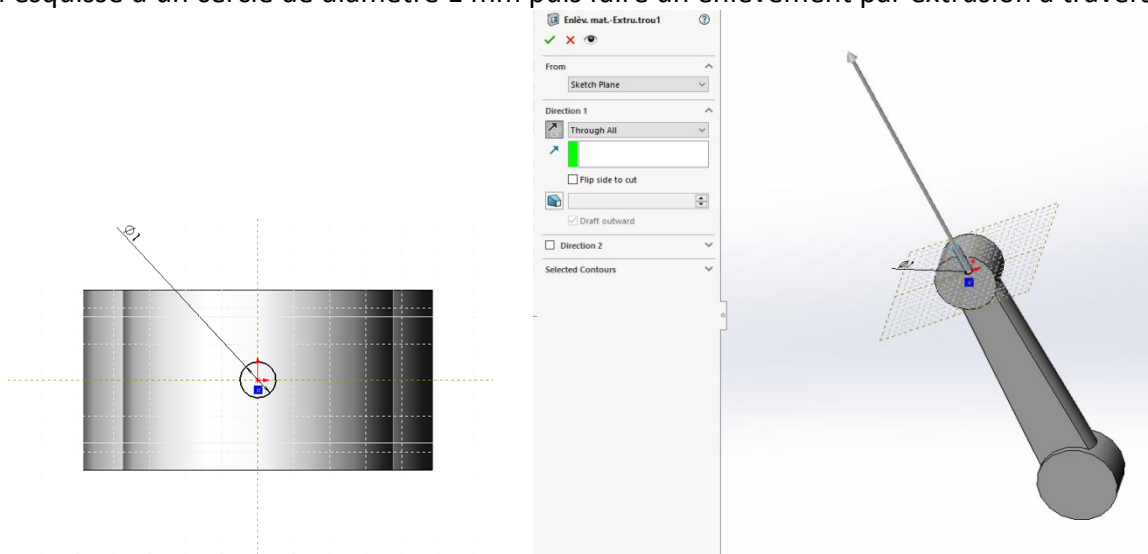 esquisse d'un cercle de diamètre 1 mm puis faire un enlèvement par extrusion à travers
Enlèv. mat.-Extru.trou1
From
Sketch Plane
Direction 1
Through All
Flip side to cut
Draft outward
Direction 2
Selected Contours
Ø1